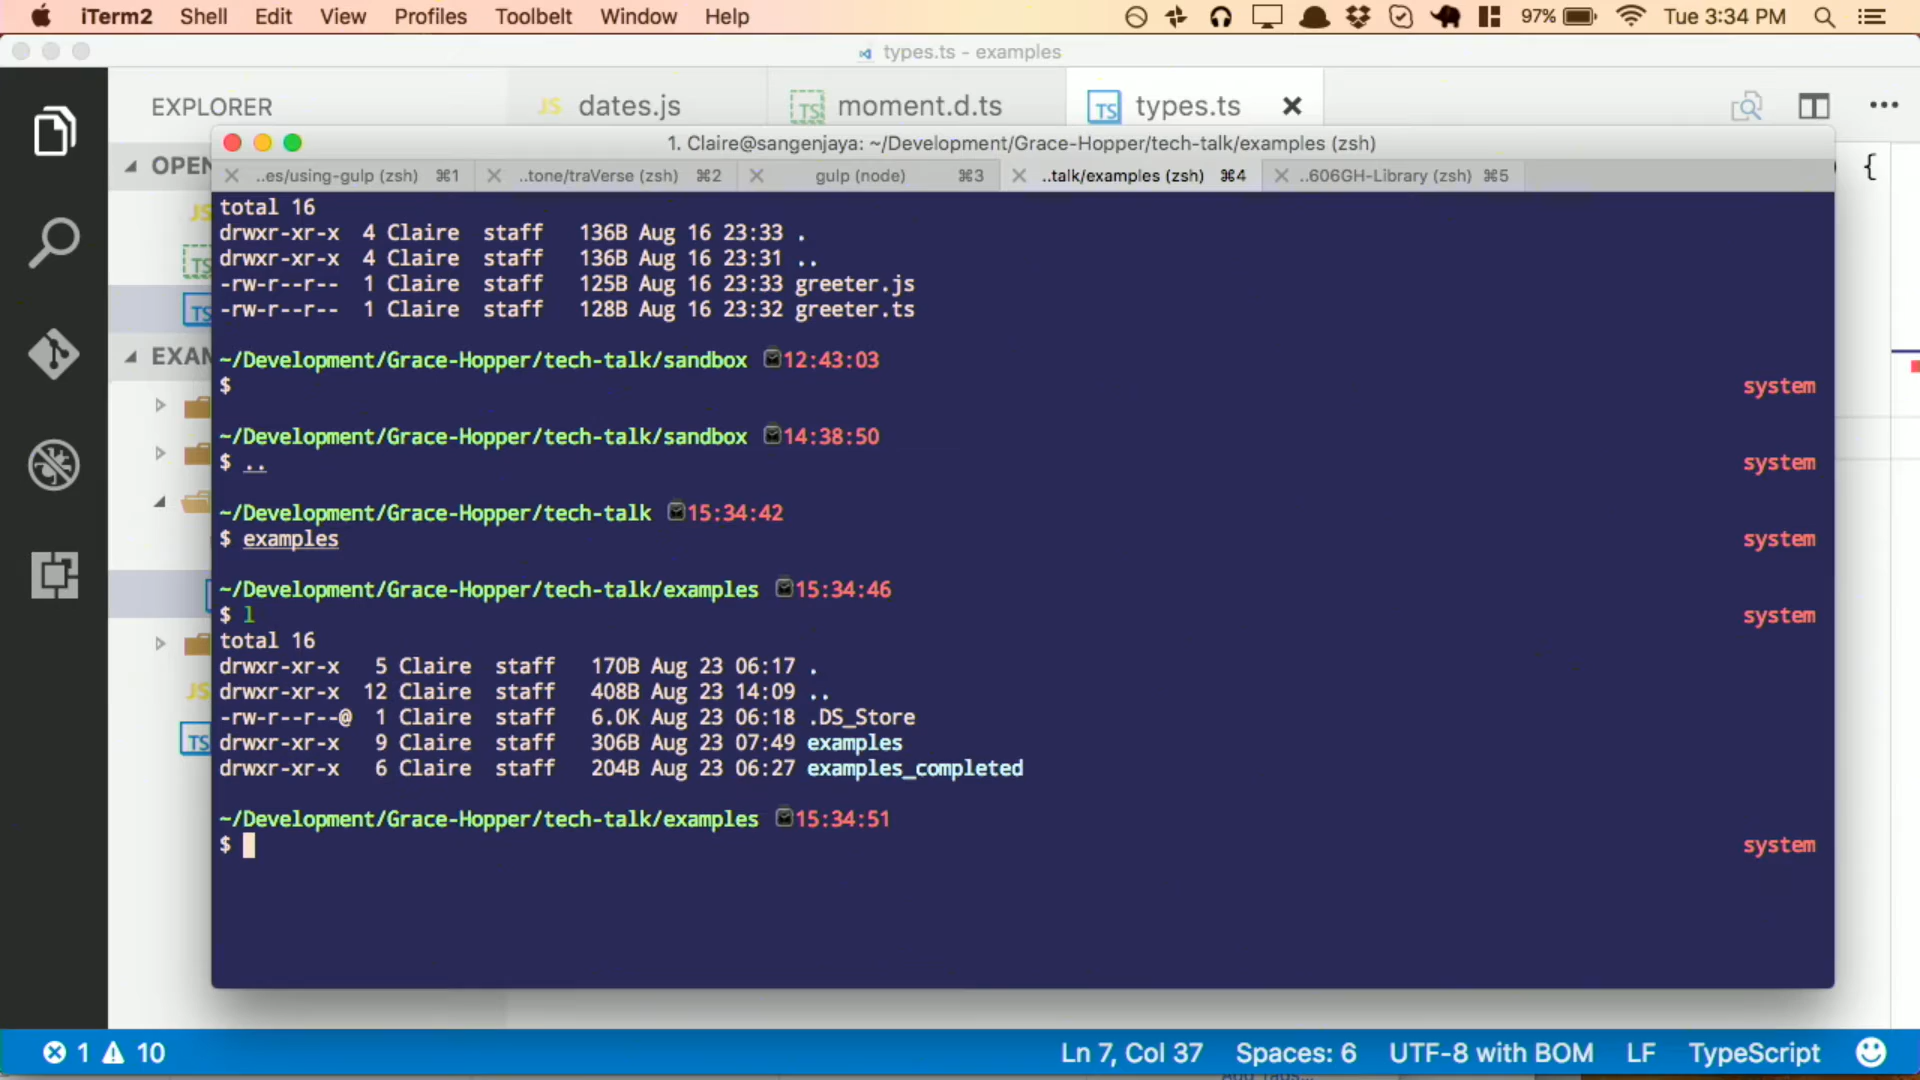 iTerm2 Shell Edit View Profiles Toolbelt Window Help 97% Tue 3:34 PM
types.ts - examples
EXPLORER
JS dates.js
TS moment.d.ts
TS types.ts
OPEN
{
1. Claire@sangenjaya: ~/Development/Grace-Hopper/tech-talk/examples (zsh)
..es/using-gulp (zsh) ⌘1 ..tone/traVerse (zsh) ⌘2 gulp (node) ⌘3 ..talk/examples (zsh) ⌘4 ..606GH-Library (zsh) ⌘5
JS
TS
TS
EXAM
JS
TS
total 16
drwxr-xr-x 4 Claire staff 136B Aug 16 23:33 .
drwxr-xr-x 4 Claire staff 136B Aug 16 23:31 ..
-rw-r--r-- 1 Claire staff 125B Aug 16 23:33 greeter.js
-rw-r--r-- 1 Claire staff 128B Aug 16 23:32 greeter.ts
~/Development/Grace-Hopper/tech-talk/sandbox 12:43:03
$ system
~/Development/Grace-Hopper/tech-talk/sandbox 14:38:50
$ .. system
~/Development/Grace-Hopper/tech-talk 15:34:42
$ examples system
~/Development/Grace-Hopper/tech-talk/examples 15:34:46
$ l system
total 16
drwxr-xr-x 5 Claire staff 170B Aug 23 06:17 .
drwxr-xr-x 12 Claire staff 408B Aug 23 14:09 ..
-rw-r--r--@ 1 Claire staff 6.0K Aug 23 06:18 .DS_Store
drwxr-xr-x 9 Claire staff 306B Aug 23 07:49 examples
drwxr-xr-x 6 Claire staff 204B Aug 23 06:27 examples_completed
~/Development/Grace-Hopper/tech-talk/examples 15:34:51
$ system
1 10 Ln 7, Col 37 Spaces: 6 UTF-8 with BOM LF TypeScript